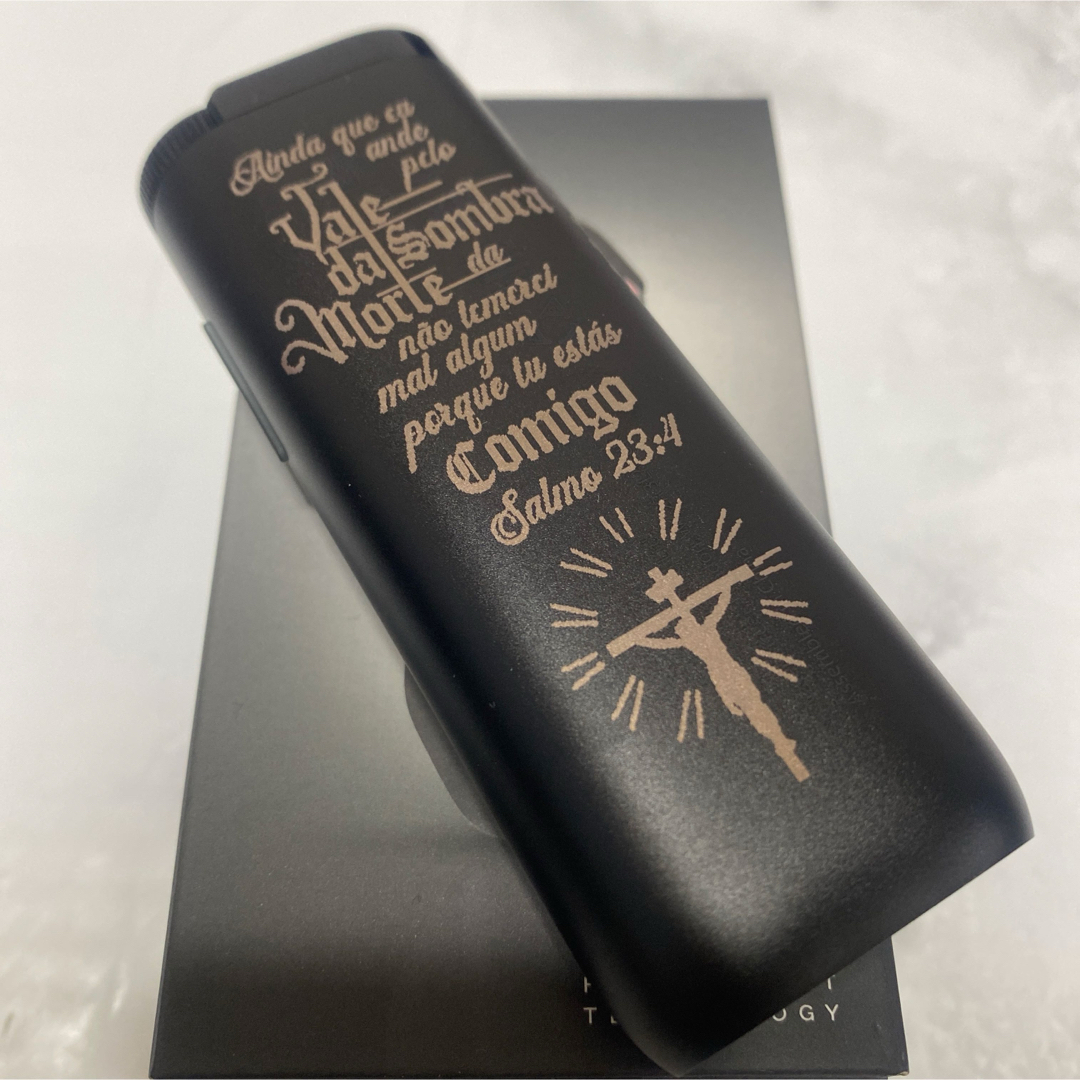 Ainda que eu
ande
pelo
Vale
da Sombra
da
Morte
não temerei
mal algum
porque tu estás
Comigo
Salmo 23:4